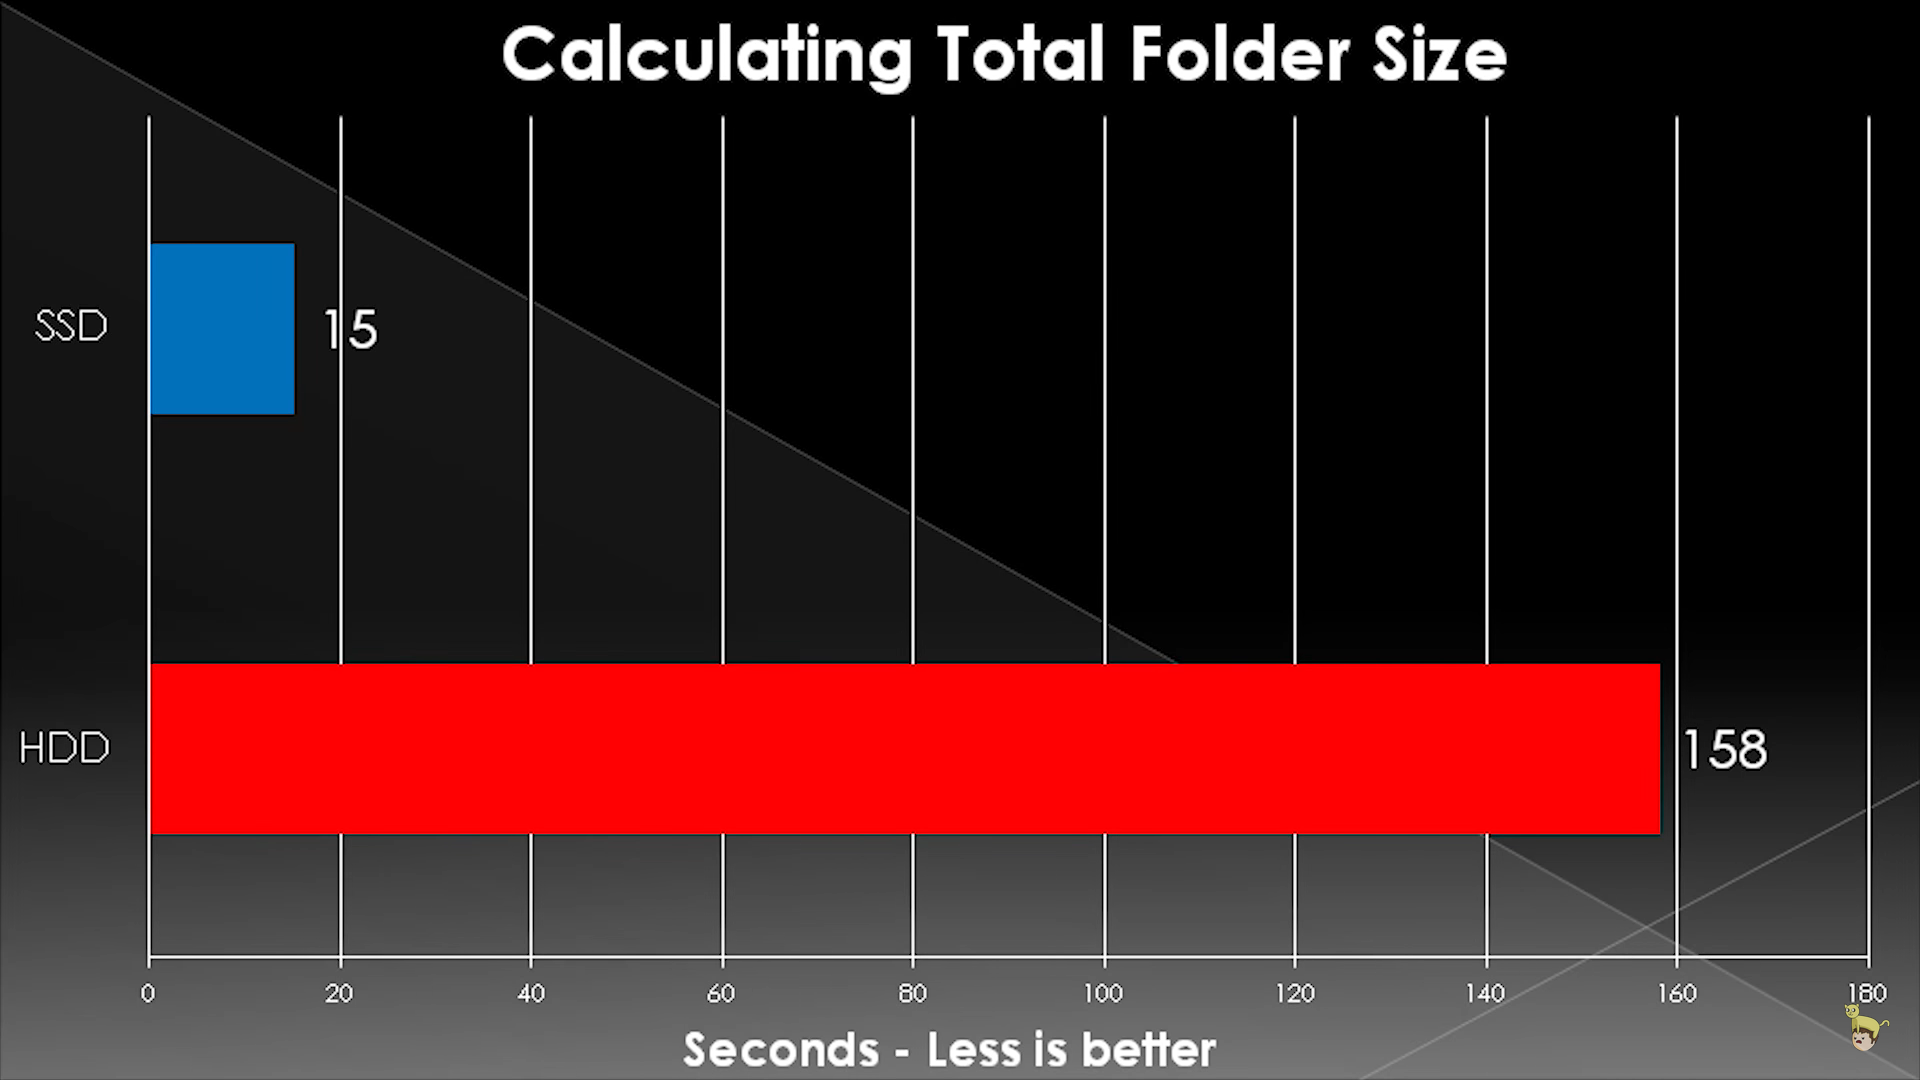 Calculating Total Folder Size
SSD
15
HDD
158
0 20 40 60 80 100 120 140 160 180
Seconds - Less is better